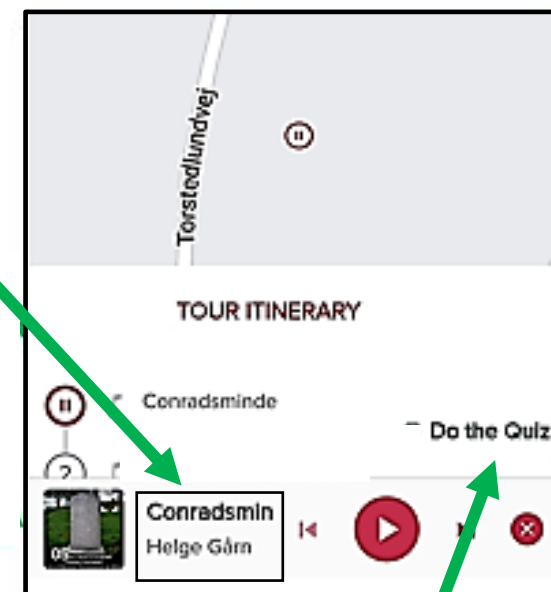 Torstedlundvej
TOUR ITINERARY
Conradsminde
Do the Quiz
?
Conradsmin
Helge Gårn